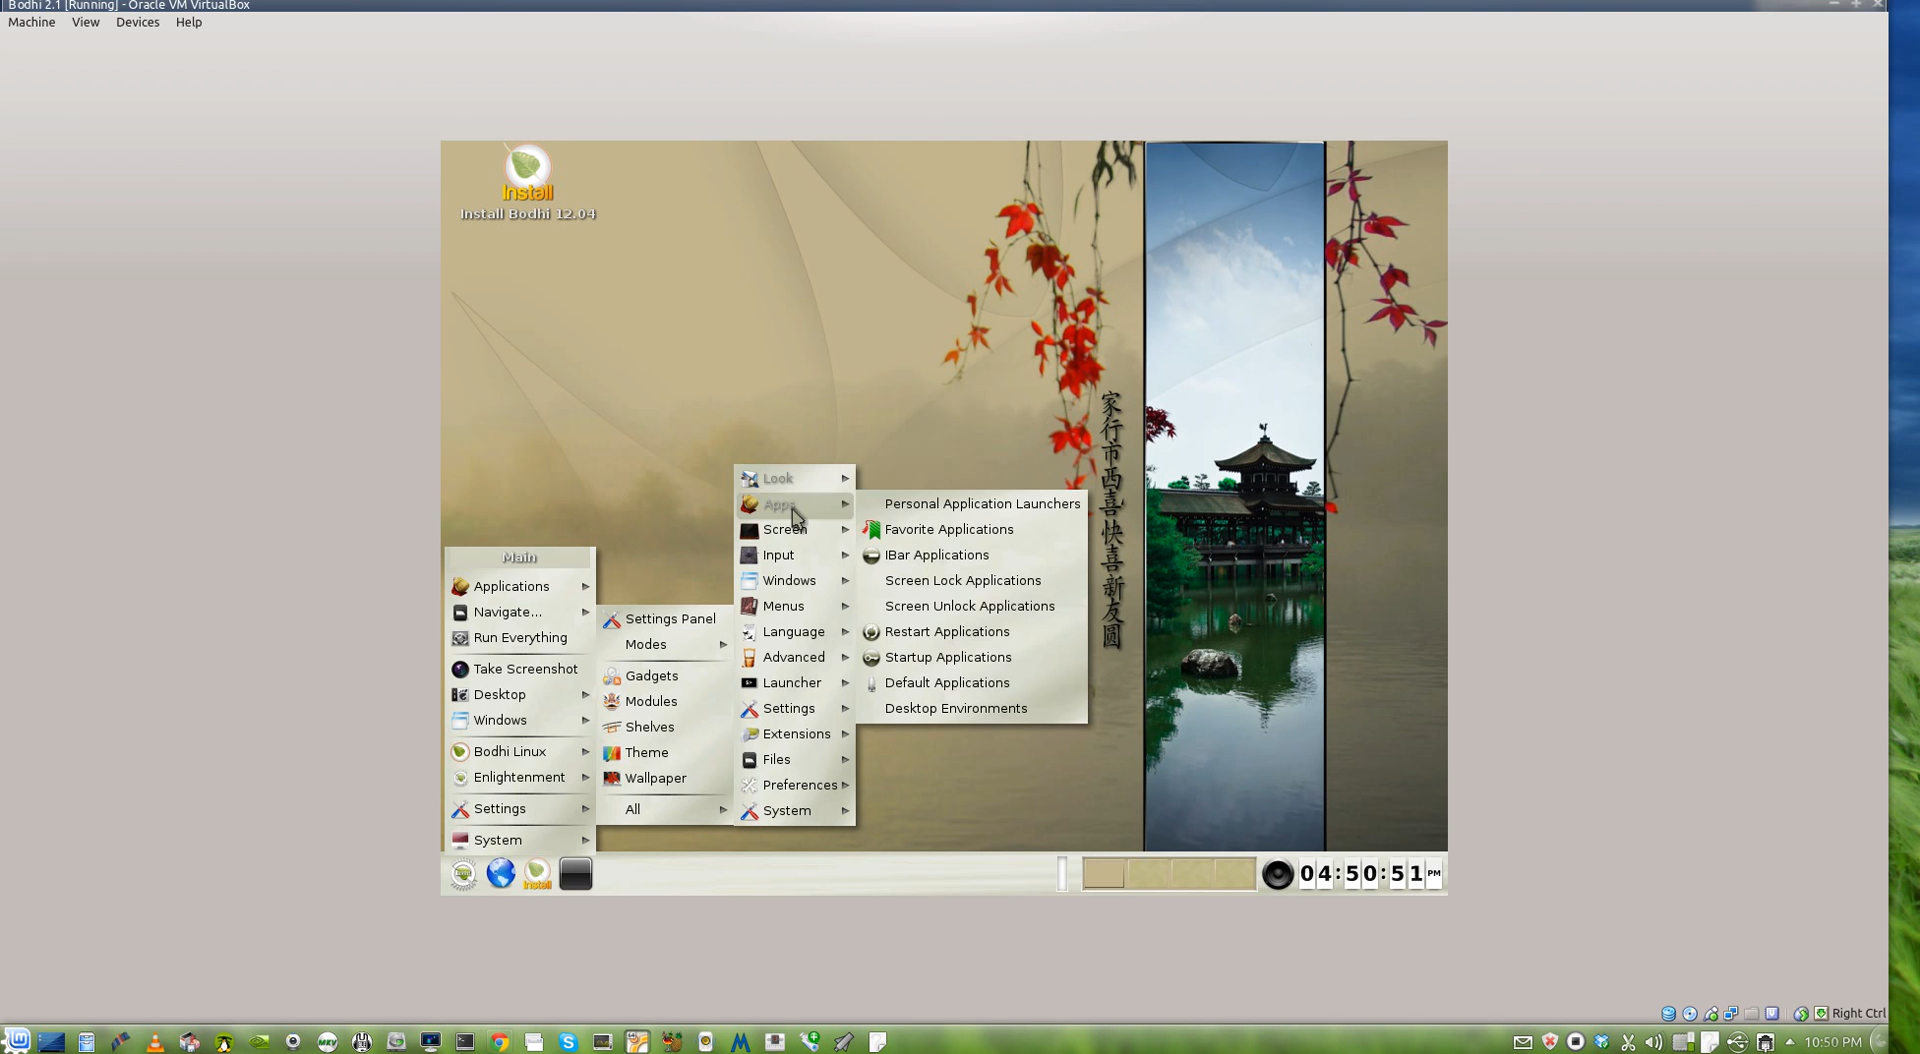 Bodhi 2.1 [Running] - Oracle VM VirtualBox
Machine View Devices Help
Install
Install Bodhi 12.04
家行市西喜快喜新友圆
Look
Apps
Screen
Input
Windows
Menus
Language
Advanced
Launcher
Settings
Extensions
Files
Preferences
System
Personal Application Launchers
Favorite Applications
IBar Applications
Screen Lock Applications
Screen Unlock Applications
Restart Applications
Startup Applications
Default Applications
Desktop Environments
Main
Applications
Navigate...
Run Everything
Take Screenshot
Desktop
Windows
Bodhi Linux
Enlightenment
Settings
System
Settings Panel
Modes
Gadgets
Modules
Shelves
Theme
Wallpaper
All
Install
04:50:51 PM
Right Ctrl
MKV
10:50 PM